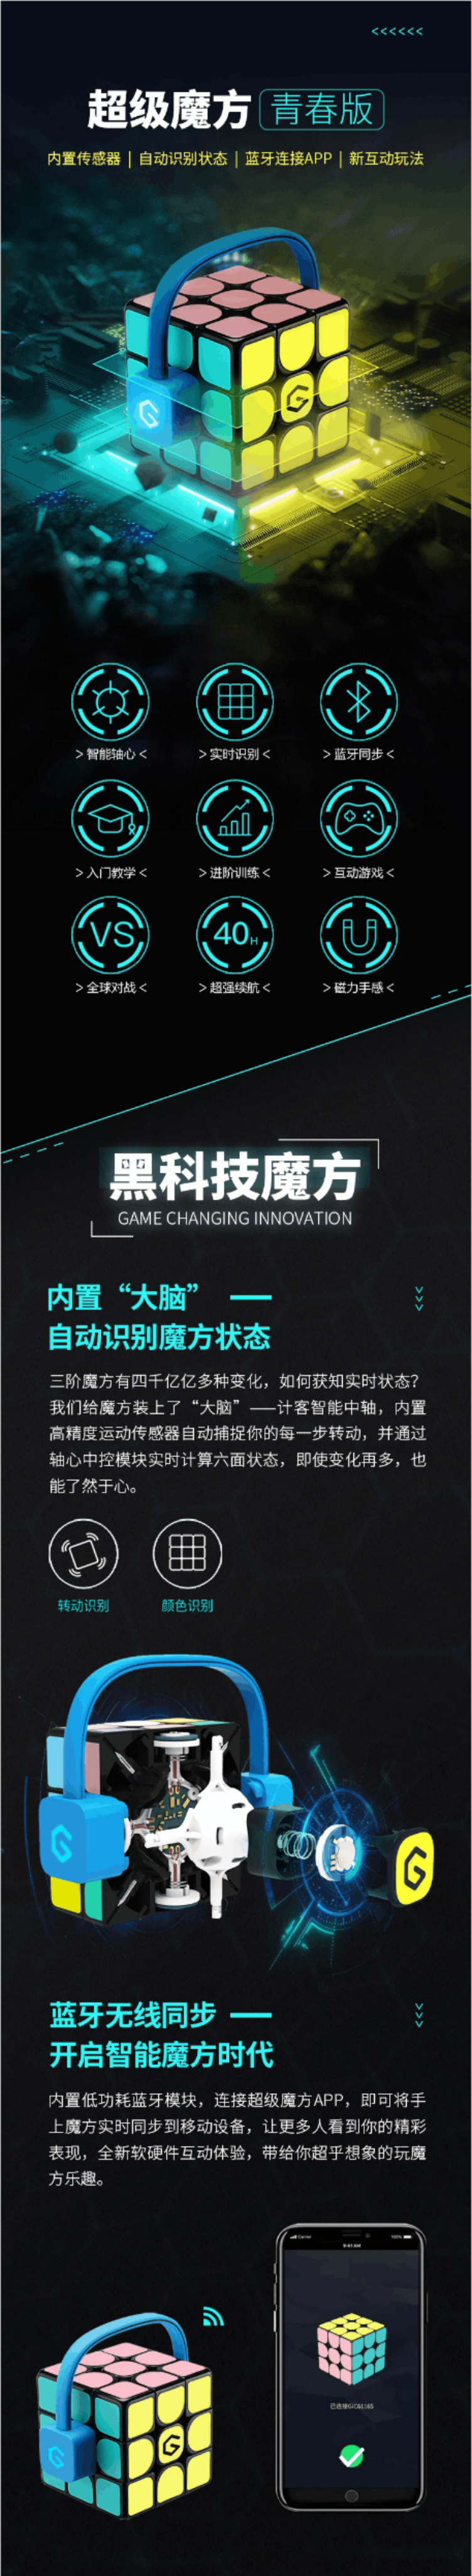 <<<<<<
超级魔方 青春版
内置传感器 | 自动识别状态 | 蓝牙连接APP | 新互动玩法
> 智能轴心 < > 实时识别 < > 蓝牙同步 <
> 入门教学 < > 进阶训练 < > 互动游戏 <
VS 40H
> 全球对战 < > 超强续航 < > 磁力手感 <
黑科技魔方
GAME CHANGING INNOVATION
内置“大脑” —
自动识别魔方状态
三阶魔方有四千亿亿多种变化，如何获知实时状态？
我们给魔方装上了“大脑”——计客智能中轴，内置
高精度运动传感器自动捕捉你的每一步转动，并通过
轴心中控模块实时计算六面状态，即使变化再多，也
能了然于心。
转动识别 颜色识别
蓝牙无线同步 —
开启智能魔方时代
内置低功耗蓝牙模块，连接超级魔方APP，即可将手
上魔方实时同步到移动设备，让更多人看到你的精彩
表现，全新软硬件互动体验，带给你超乎想象的玩魔
方乐趣。
9:41 AM